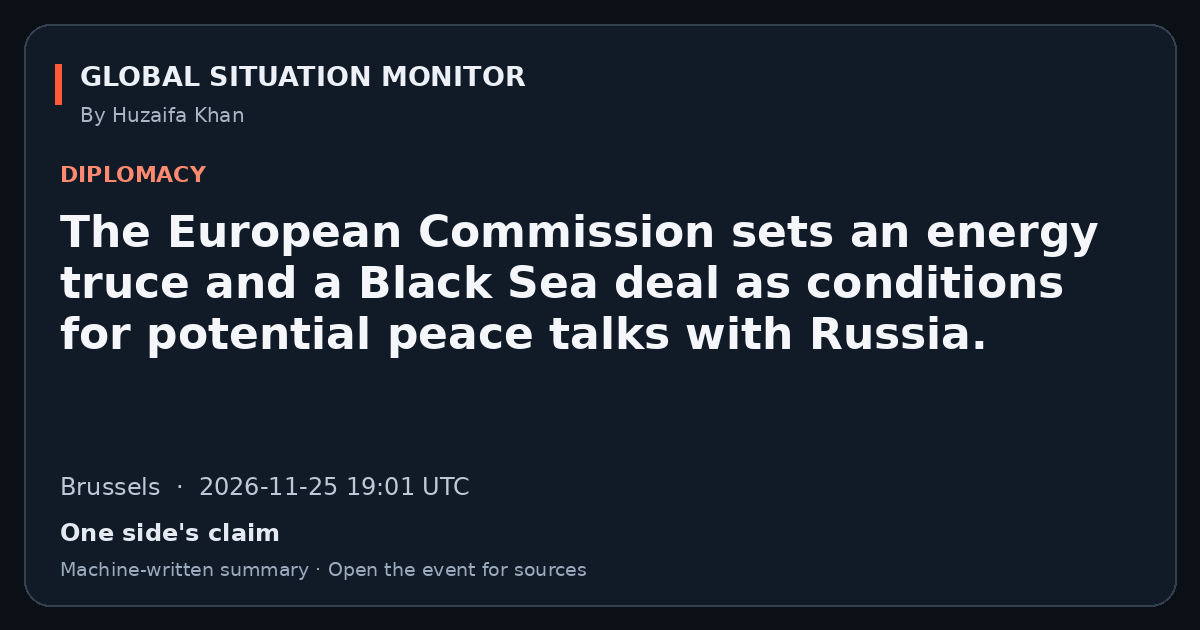 GLOBAL SITUATION MONITOR
By Huzaifa Khan
DIPLOMACY
The European Commission sets an energy
truce and a Black Sea deal as conditions
for potential peace talks with Russia.
Brussels · 2026-11-25 19:01 UTC
One side's claim
Machine-written summary · Open the event for sources